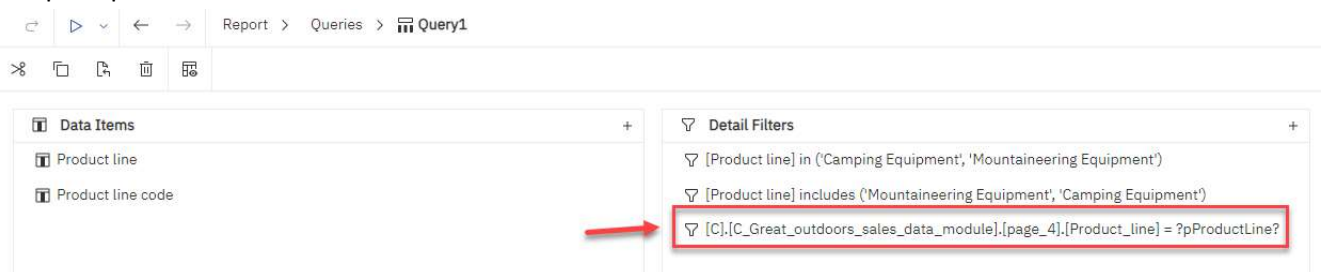 Report > Queries > Query1
Data Items +
Product line
Product line code
Detail Filters +
[Product line] in ('Camping Equipment', 'Mountaineering Equipment')
[Product line] includes ('Mountaineering Equipment', 'Camping Equipment')
[C].[C_Great_outdoors_sales_data_module].[page_4].[Product_line] = ?pProductLine?